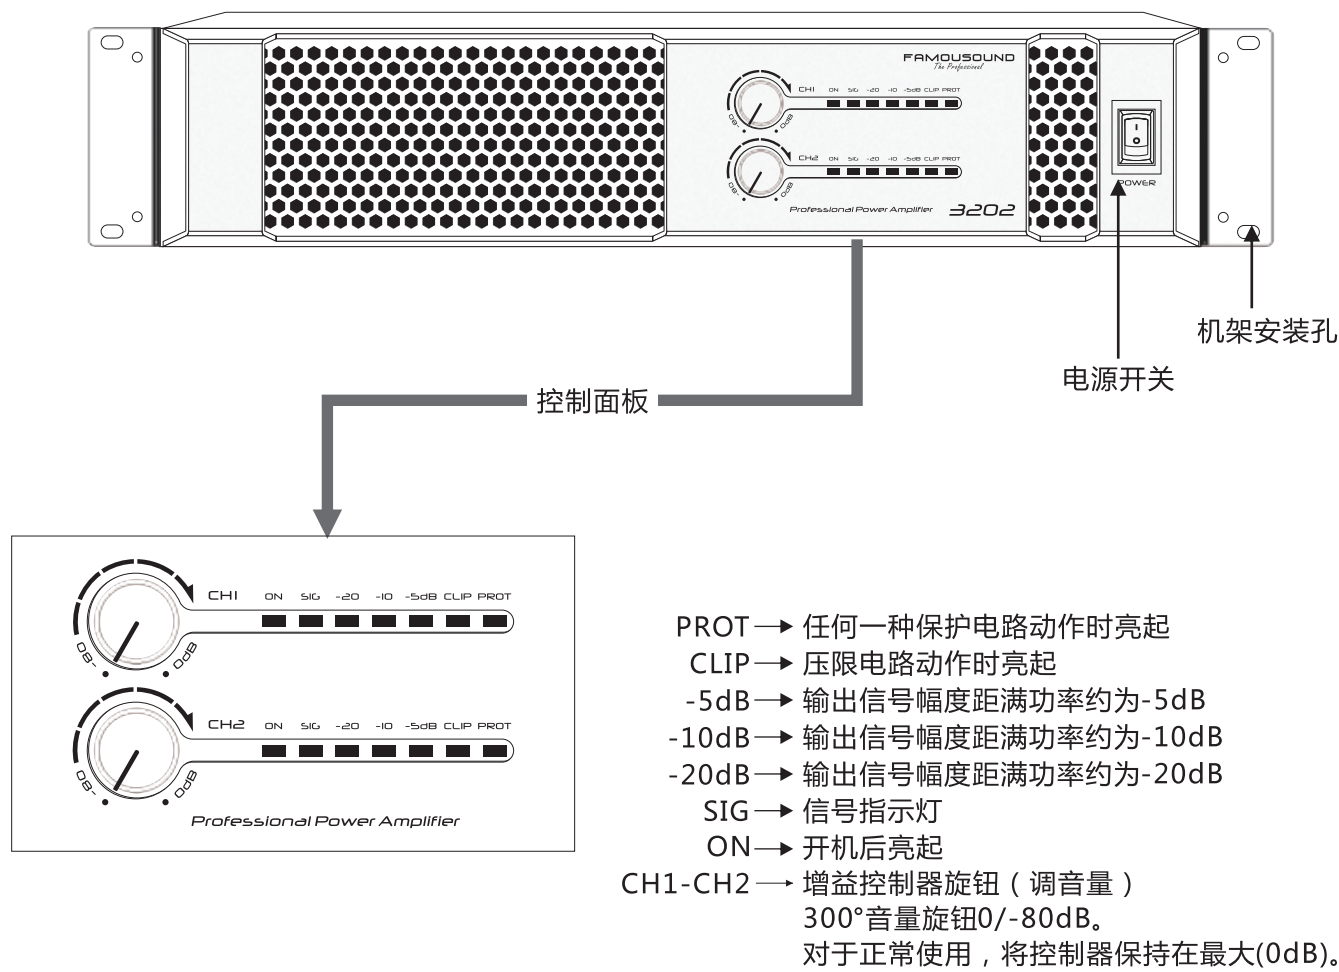 FAMOUSOUND
The Professional
CH1 ON SIG -20 -10 -5dB CLIP PROT
-80 0dB
CH2 ON SIG -20 -10 -5dB CLIP PROT
-80 0dB
Professional Power Amplifier 3202
POWER
机架安装孔
电源开关
控制面板
CH1 ON SIG -20 -10 -5dB CLIP PROT
-80 0dB
CH2 ON SIG -20 -10 -5dB CLIP PROT
-80 0dB
Professional Power Amplifier
PROT → 任何一种保护电路动作时亮起
CLIP → 压限电路动作时亮起
-5dB → 输出信号幅度距满功率约为-5dB
-10dB → 输出信号幅度距满功率约为-10dB
-20dB → 输出信号幅度距满功率约为-20dB
SIG → 信号指示灯
ON → 开机后亮起
CH1-CH2 → 增益控制器旋钮(调音量)
300°音量旋钮0/-80dB。
对于正常使用,将控制器保持在最大(0dB)。